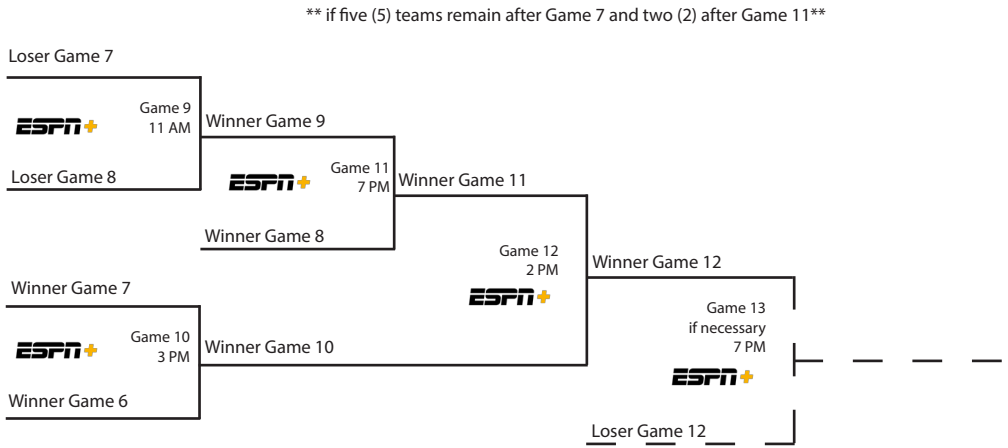 ** if five (5) teams remain after Game 7 and two (2) after Game 11**
Loser Game 7
Game 9
11 AM
ESPN+
Loser Game 8
Winner Game 9
Game 11
7 PM
ESPN+
Winner Game 8
Winner Game 11
Winner Game 7
Game 10
3 PM
ESPN+
Winner Game 6
Winner Game 10
Game 12
2 PM
ESPN+
Winner Game 12
Game 13
if necessary
7 PM
ESPN+
Loser Game 12